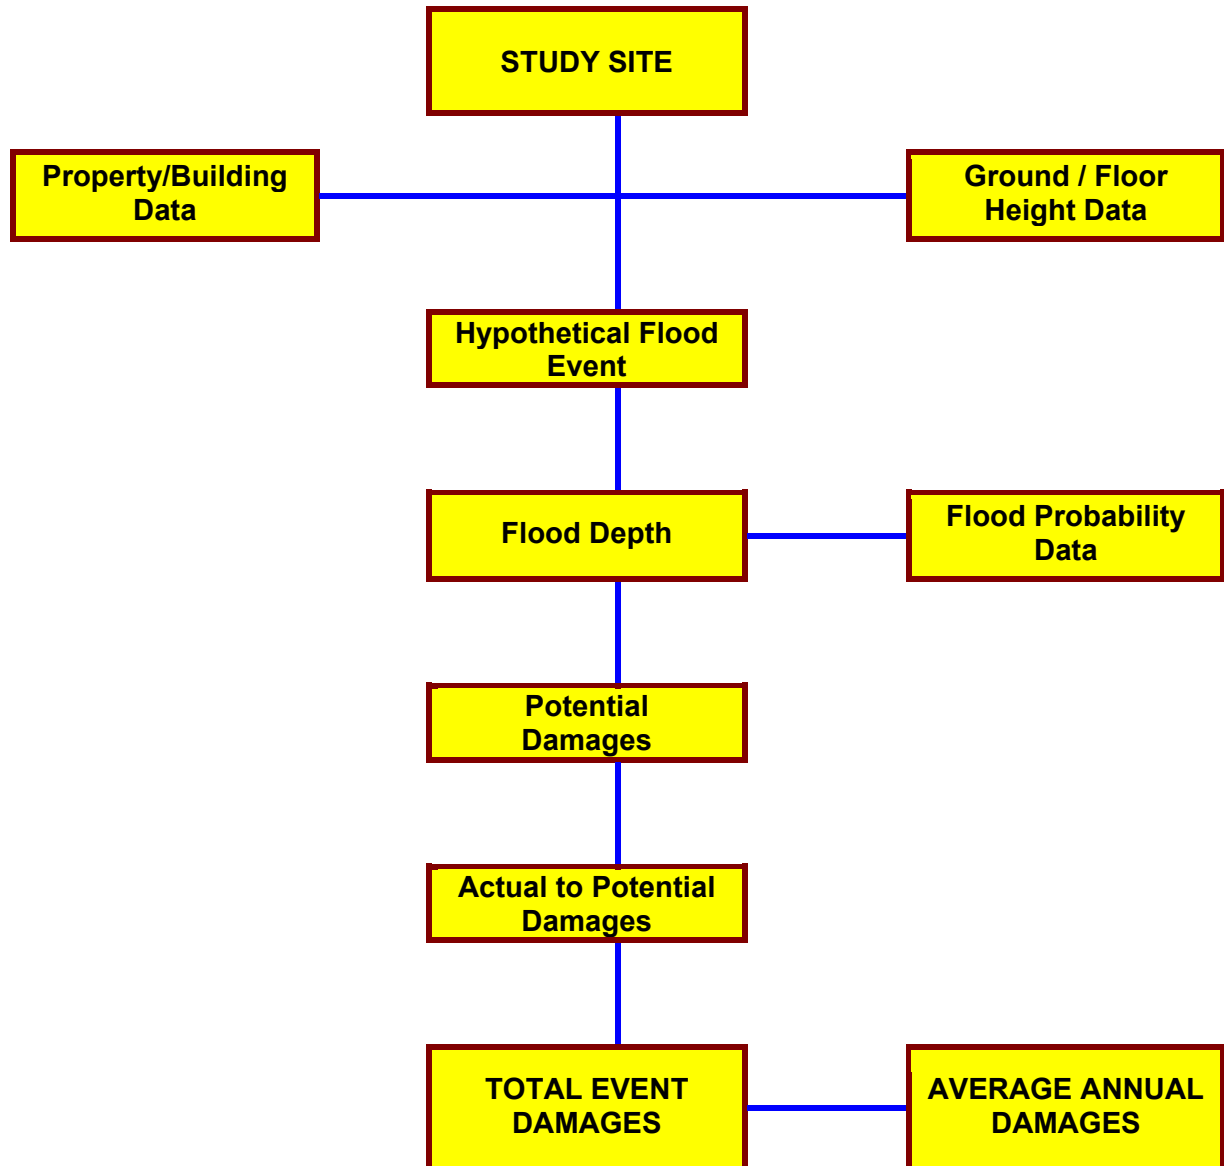 STUDY SITE
Property/Building
Data
Ground / Floor
Height Data
Hypothetical Flood
Event
Flood Depth
Flood Probability
Data
Potential
Damages
Actual to Potential
Damages
TOTAL EVENT
DAMAGES
AVERAGE ANNUAL
DAMAGES